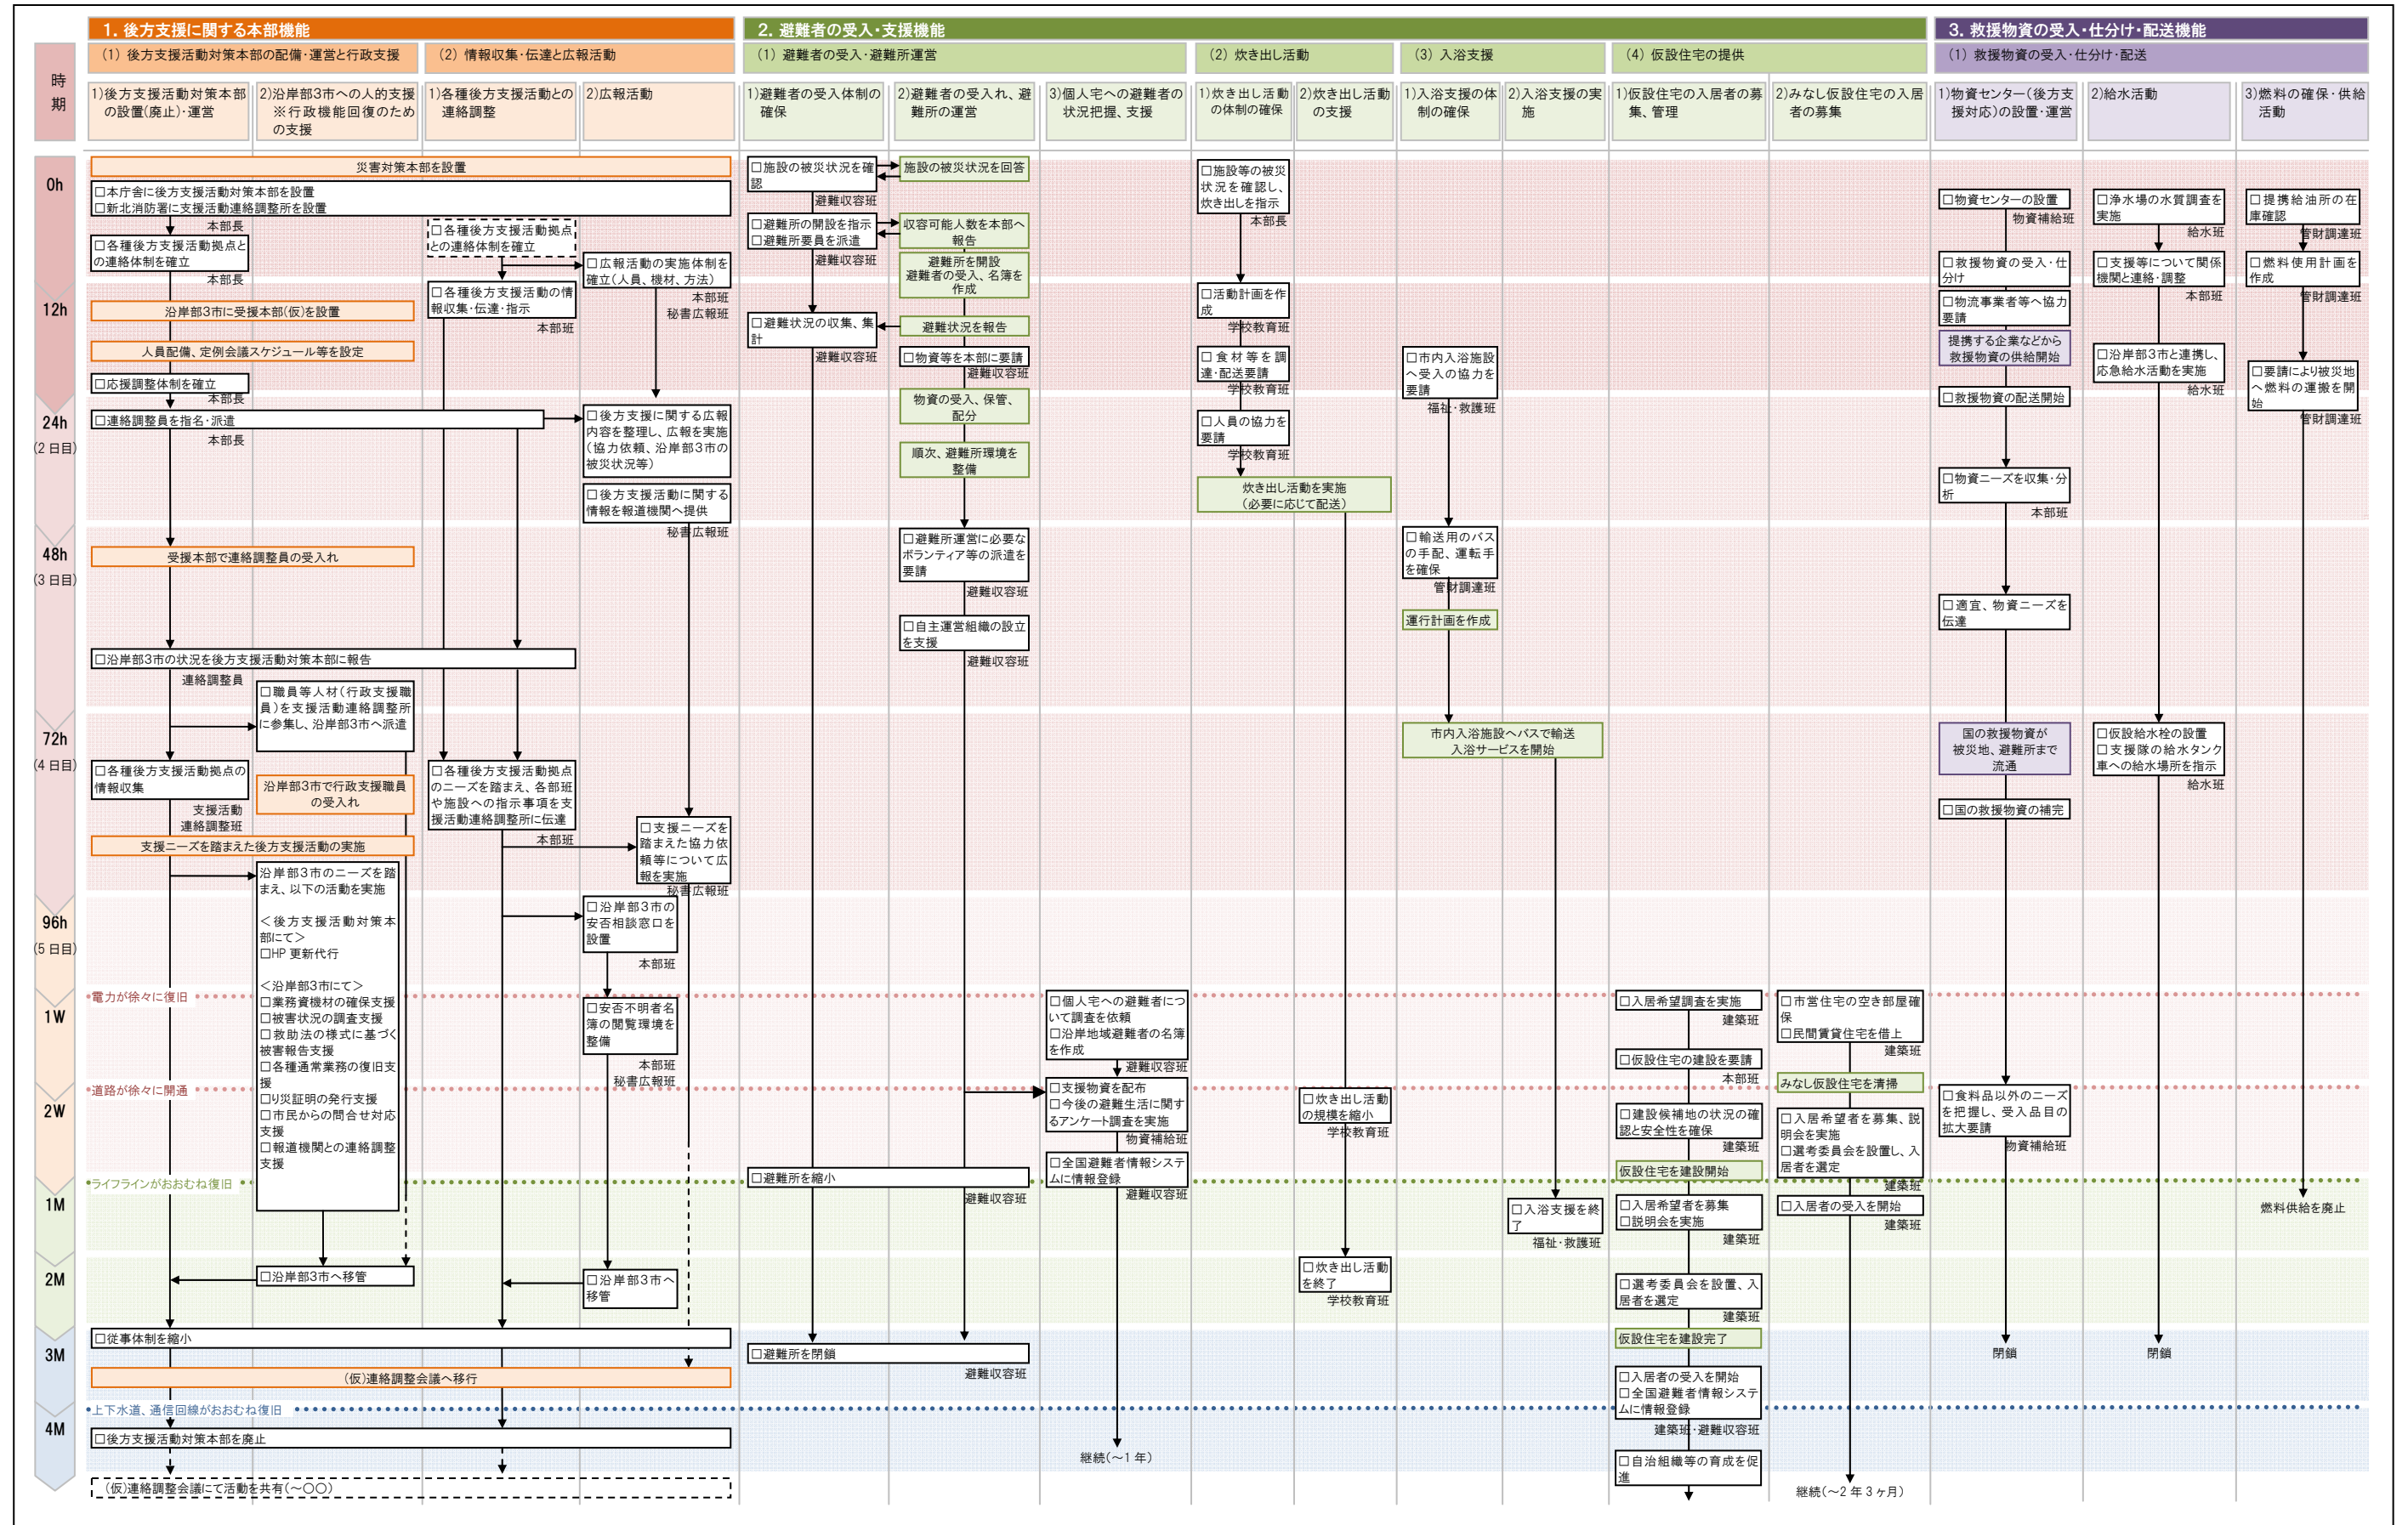 1. 後方支援に関する本部機能
2. 避難者の受入・支援機能
3. 救援物資の受入・仕分け・配送機能
(1) 後方支援活動対策本部の配備・運営と行政支援
(2) 情報収集・伝達と広報活動
(1) 避難者の受入・避難所運営
(2) 炊き出し活動
(3) 入浴支援
(4) 仮設住宅の提供
(1) 救援物資の受入・仕分け・配送
時
期
1)後方支援活動対策本部
の設置(廃止)・運営
2)沿岸部3市への人的支援
※行政機能回復のため
の支援
1)各種後方支援活動との
連絡調整
2)広報活動
1)避難者の受入体制の
確保
2)避難者の受入れ、避
難所の運営
3)個人宅への避難者の
状況把握、支援
1)炊き出し活動
の体制の確保
2)炊き出し活動
の支援
1)入浴支援の体
制の確保
2)入浴支援の実
施
1)仮設住宅の入居者の募
集、管理
2)みなし仮設住宅の入居
者の募集
1)物資センター(後方支
援対応)の設置・運営
2)給水活動
3)燃料の確保・供給
活動
0h
12h
24h
(2 日目)
48h
(3 日目)
72h
(4 日目)
96h
(5 日目)
1W
2W
1M
2M
3M
4M
災害対策本部を設置
□本庁舎に後方支援活動対策本部を設置
□新北消防署に支援活動連絡調整所を設置
本部長
□各種後方支援活動拠点と
の連絡体制を確立
本部長
沿岸部3市に受援本部(仮)を設置
人員配備、定例会議スケジュール等を設定
□応援調整体制を確立
本部長
□連絡調整員を指名・派遣
本部長
受援本部で連絡調整員の受入れ
□沿岸部3市の状況を後方支援活動対策本部に報告
連絡調整員
□職員等人材(行政支援職
員)を支援活動連絡調整所
に参集し、沿岸部3市へ派遣
□各種後方支援活動拠点の
情報収集
支援活動
連絡調整班
沿岸部3市で行政支援職員
の受入れ
支援ニーズを踏まえた後方支援活動の実施
沿岸部3市のニーズを踏
まえ、以下の活動を実施
<後方支援活動対策本
部にて>
□HP 更新代行
<沿岸部3市にて>
□業務資機材の確保支援
□被害状況の調査支援
□救助法の様式に基づく
被害報告支援
□各種通常業務の復旧支
援
□り災証明の発行支援
□市民からの問合せ対応
支援
□報道機関との連絡調整
支援
□沿岸部3市へ移管
□従事体制を縮小
(仮)連絡調整会議へ移行
□後方支援活動対策本部を廃止
(仮)連絡調整会議にて活動を共有(~〇〇)
□各種後方支援活動拠点
との連絡体制を確立
□各種後方支援活動の情
報収集・伝達・指示
本部班
□各種後方支援活動拠点
のニーズを踏まえ、各部班
や施設への指示事項を支
援活動連絡調整所に伝達
本部班
□広報活動の実施体制を
確立(人員、機材、方法)
本部班
秘書広報班
□後方支援に関する広報
内容を整理し、広報を実施
(協力依頼、沿岸部3市の
被災状況等)
□後方支援活動に関する
情報を報道機関へ提供
秘書広報班
□支援ニーズを
踏まえた協力依
頼等について広
報を実施
秘書広報班
□沿岸部3市の
安否相談窓口を
設置
本部班
□安否不明者名
簿の閲覧環境を
整備
本部班
秘書広報班
□沿岸部3市へ
移管
電力が徐々に復旧
道路が徐々に開通
ライフラインがおおむね復旧
上下水道、通信回線がおおむね復旧
□施設の被災状況を確
認
避難収容班
□避難所の開設を指示
□避難所要員を派遣
避難収容班
□避難状況の収集、集
計
避難収容班
□避難所を縮小
避難収容班
□避難所を閉鎖
避難収容班
施設の被災状況を回答
収容可能人数を本部へ
報告
避難所を開設
避難者の受入、名簿を
作成
避難状況を報告
□物資等を本部に要請
避難収容班
物資の受入、保管、
配分
順次、避難所環境を
整備
□避難所運営に必要な
ボランティア等の派遣を
要請
避難収容班
□自主運営組織の設立
を支援
避難収容班
□個人宅への避難者につ
いて調査を依頼
□沿岸地域避難者の名簿
を作成
避難収容班
□支援物資を配布
□今後の避難生活に関す
るアンケート調査を実施
物資補給班
□全国避難者情報システ
ムに情報登録
避難収容班
継続(~1 年)
□施設等の被災
状況を確認し、
炊き出しを指示
本部長
□活動計画を作
成
学校教育班
□食材等を調
達・配送要請
学校教育班
□人員の協力を
要請
学校教育班
炊き出し活動を実施
(必要に応じて配送)
□炊き出し活動
の規模を縮小
学校教育班
□炊き出し活動
を終了
学校教育班
□市内入浴施設
へ受入の協力を
要請
福祉・救護班
□輸送用のバス
の手配、運転手
を確保
管財調達班
運行計画を作成
市内入浴施設へバスで輸送
入浴サービスを開始
□入浴支援を終
了
福祉・救護班
□入居希望調査を実施
建築班
□仮設住宅の建設を要請
本部班
□建設候補地の状況の確
認と安全性を確保
建築班
仮設住宅を建設開始
□入居希望者を募集
□説明会を実施
建築班
□選考委員会を設置、入
居者を選定
建築班
仮設住宅を建設完了
□入居者の受入を開始
□全国避難者情報システ
ムに情報登録
建築班・避難収容班
□自治組織等の育成を促
進
□市営住宅の空き部屋確
保
□民間賃貸住宅を借上
建築班
みなし仮設住宅を清掃
□入居希望者を募集、説
明会を実施
□選考委員会を設置し、入
居者を選定
建築班
□入居者の受入を開始
建築班
継続(~2 年 3 ヶ月)
□物資センターの設置
物資補給班
□救援物資の受入・仕
分け
□物流事業者等へ協力
要請
提携する企業などから
救援物資の供給開始
□救援物資の配送開始
□物資ニーズを収集・分
析
本部班
□適宜、物資ニーズを
伝達
国の救援物資が
被災地、避難所まで
流通
□国の救援物資の補完
□食料品以外のニーズ
を把握し、受入品目の
拡大要請
物資補給班
閉鎖
□浄水場の水質調査を
実施
給水班
□支援等について関係
機関と連絡・調整
本部班
□沿岸部3市と連携し、
応急給水活動を実施
給水班
□仮設給水栓の設置
□支援隊の給水タンク
車への給水場所を指示
給水班
閉鎖
□提携給油所の在
庫確認
管財調達班
□燃料使用計画を
作成
管財調達班
□要請により被災地
へ燃料の運搬を開
始
管財調達班
燃料供給を廃止